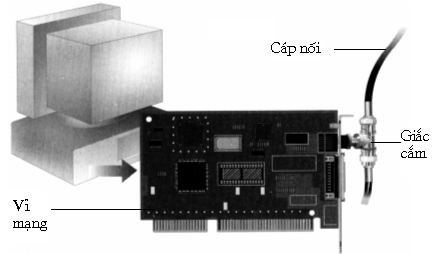 Cáp nối
Giắc
cắm
Vỉ
mạng